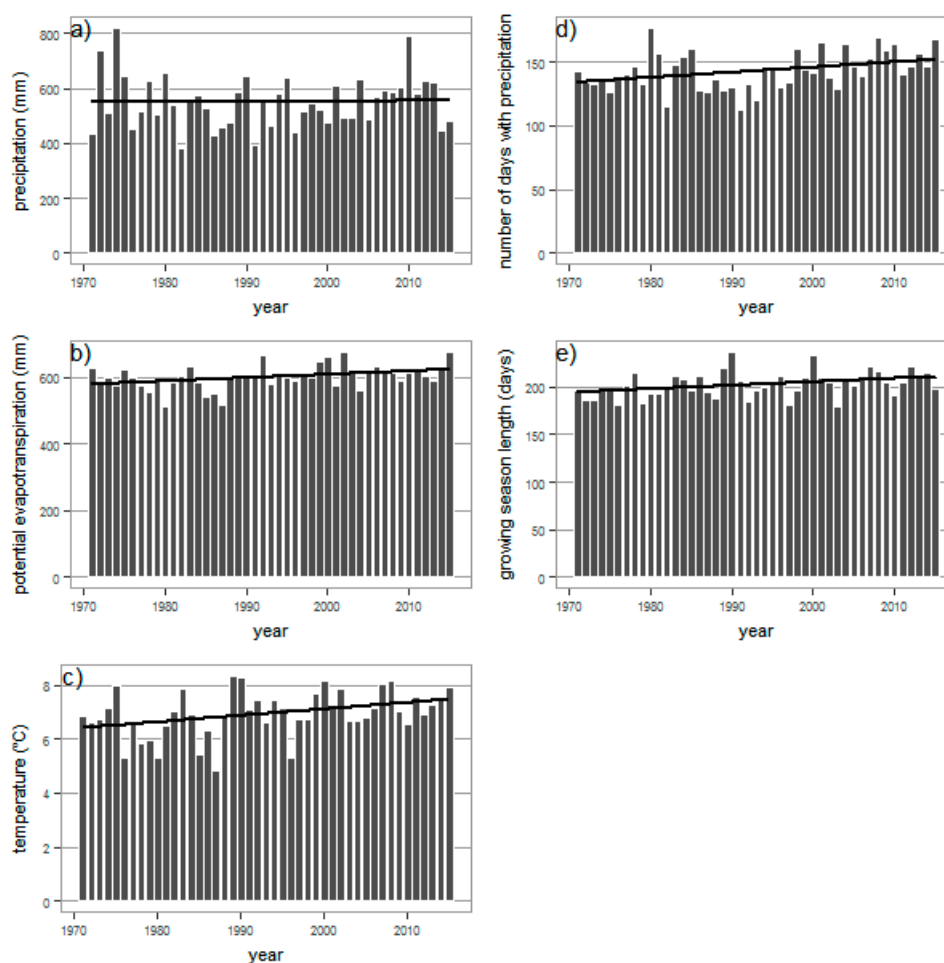 a)
precipitation (mm)
800
600
400
200
0
1970 1980 1990 2000 2010
year
d)
number of days with precipitation
150
100
50
0
1970 1980 1990 2000 2010
year
b)
potential evapotranspiration (mm)
600
400
200
0
1970 1980 1990 2000 2010
year
e)
growing season length (days)
200
150
100
50
0
1970 1980 1990 2000 2010
year
c)
temperature (°C)
8
6
4
2
0
1970 1980 1990 2000 2010
year